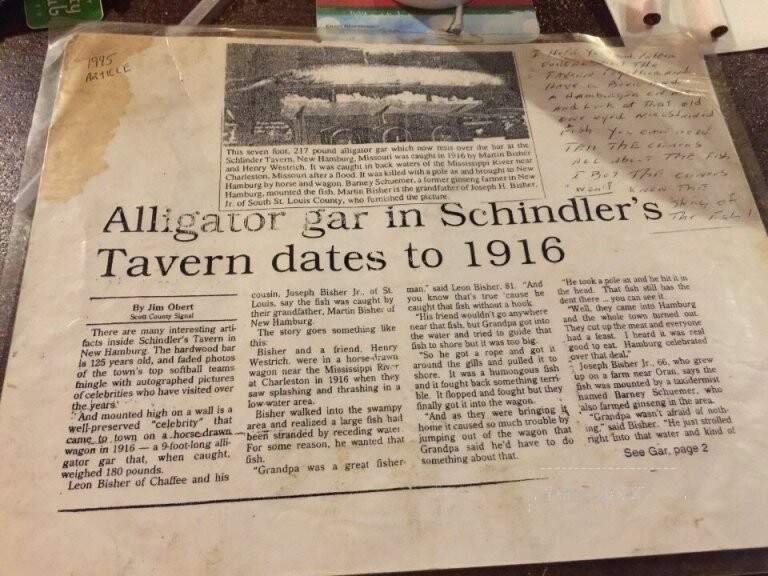 1995
ARTICLE
This seven foot, 217 pound alligator gar which now rests over the bar at the
Schlinder Tavern, New Hamburg, Missouri was caught in 1916 by Martin Bisher
and Henry Westrich. It was caught in back waters of the Mississippi River near
Charleston, Missouri after a flood. It was killed with a pole ax and brought to New
Hamburg by horse and wagon. Barney Schuemer, a former ginseng farmer in New
Hamburg, mounted the fish. Martin Bisher is the grandfather of Joseph H. Bisher,
Jr. of South St. Louis County, who furnished the picture.
The
Have a
a Hamburger
and Look at That old
one eyed
Fish. You
Tell The
all about The Fish
I Bet The
won't Know The
Story of
The Fish!
Alligator gar in Schindler's
Tavern dates to 1916
By Jim Obert
Scott County Signal
There are many interesting arti-
facts inside Schindler's Tavern in
New Hamburg. The hardwood bar
is 125 years old, and faded photos
of the town's top softball teams
mingle with autographed pictures
of celebrities who have visited over
the years.
And mounted high on a wall is a
well-preserved "celebrity" that
came to town on a horse-drawn
wagon in 1916 — a 9-foot-long alli-
gator gar that, when caught,
weighed 180 pounds.
Leon Bisher of Chaffee and his
cousin, Joseph Bisher Jr., of St.
Louis, say the fish was caught by
their grandfather, Martin Bisher of
New Hamburg.
The story goes something like
this:
Bisher and a friend, Henry
Westrich, were in a horse-drawn
wagon near the Mississippi River
at Charleston in 1916 when they
saw splashing and thrashing in a
low-water area.
Bisher walked into the swampy
area and realized a large fish had
been stranded by receding water.
For some reason, he wanted that
fish.
"Grandpa was a great fisher-
man," said Leon Bisher, 81. "And
you know that's true 'cause he
caught that fish without a hook.
"His friend wouldn't go anywhere
near that fish, but Grandpa got into
the water and tried to guide that
fish to shore but it was too big.
"So he got a rope and got it
around the gills and pulled it to
shore. It was a humongous fish
and it fought back something terri-
ble. It flopped and fought but they
finally got it into the wagon.
"And as they were bringing it
home it caused so much trouble by
jumping out of the wagon that
Grandpa said he'd have to do
something about that.
"He took a pole ax and he hit it in
the head. That fish still has the
dent there ... you can see it.
"Well, they came into Hamburg
and the whole town turned out.
They cut up the meat and everyone
had a feast. I heard it was real
good to eat. Hamburg celebrated
over that deal."
Joseph Bisher Jr., 66, who grew
up on a farm near Oran, says the
fish was mounted by a taxidermist
named Barney Schuemer, who
also farmed ginseng in the area.
"Grandpa wasn't afraid of noth-
ing," said Bisher. "He just strolled
right into that water and kind of
See Gar, page 2